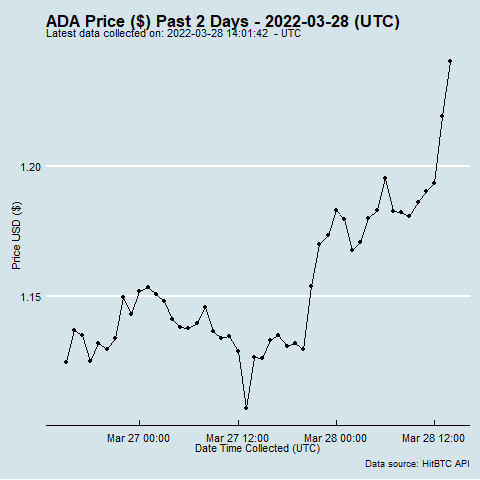 ADA Price ($) Past 2 Days - 2022-03-28 (UTC)
Latest data collected on: 2022-03-28 14:01:42  - UTC
1.20
Price USD ($)
1.15
Mar 27 00:00 Mar 27 12:00 Mar 28 00:00 Mar 28 12:00
Date Time Collected (UTC)
Data source: HitBTC API